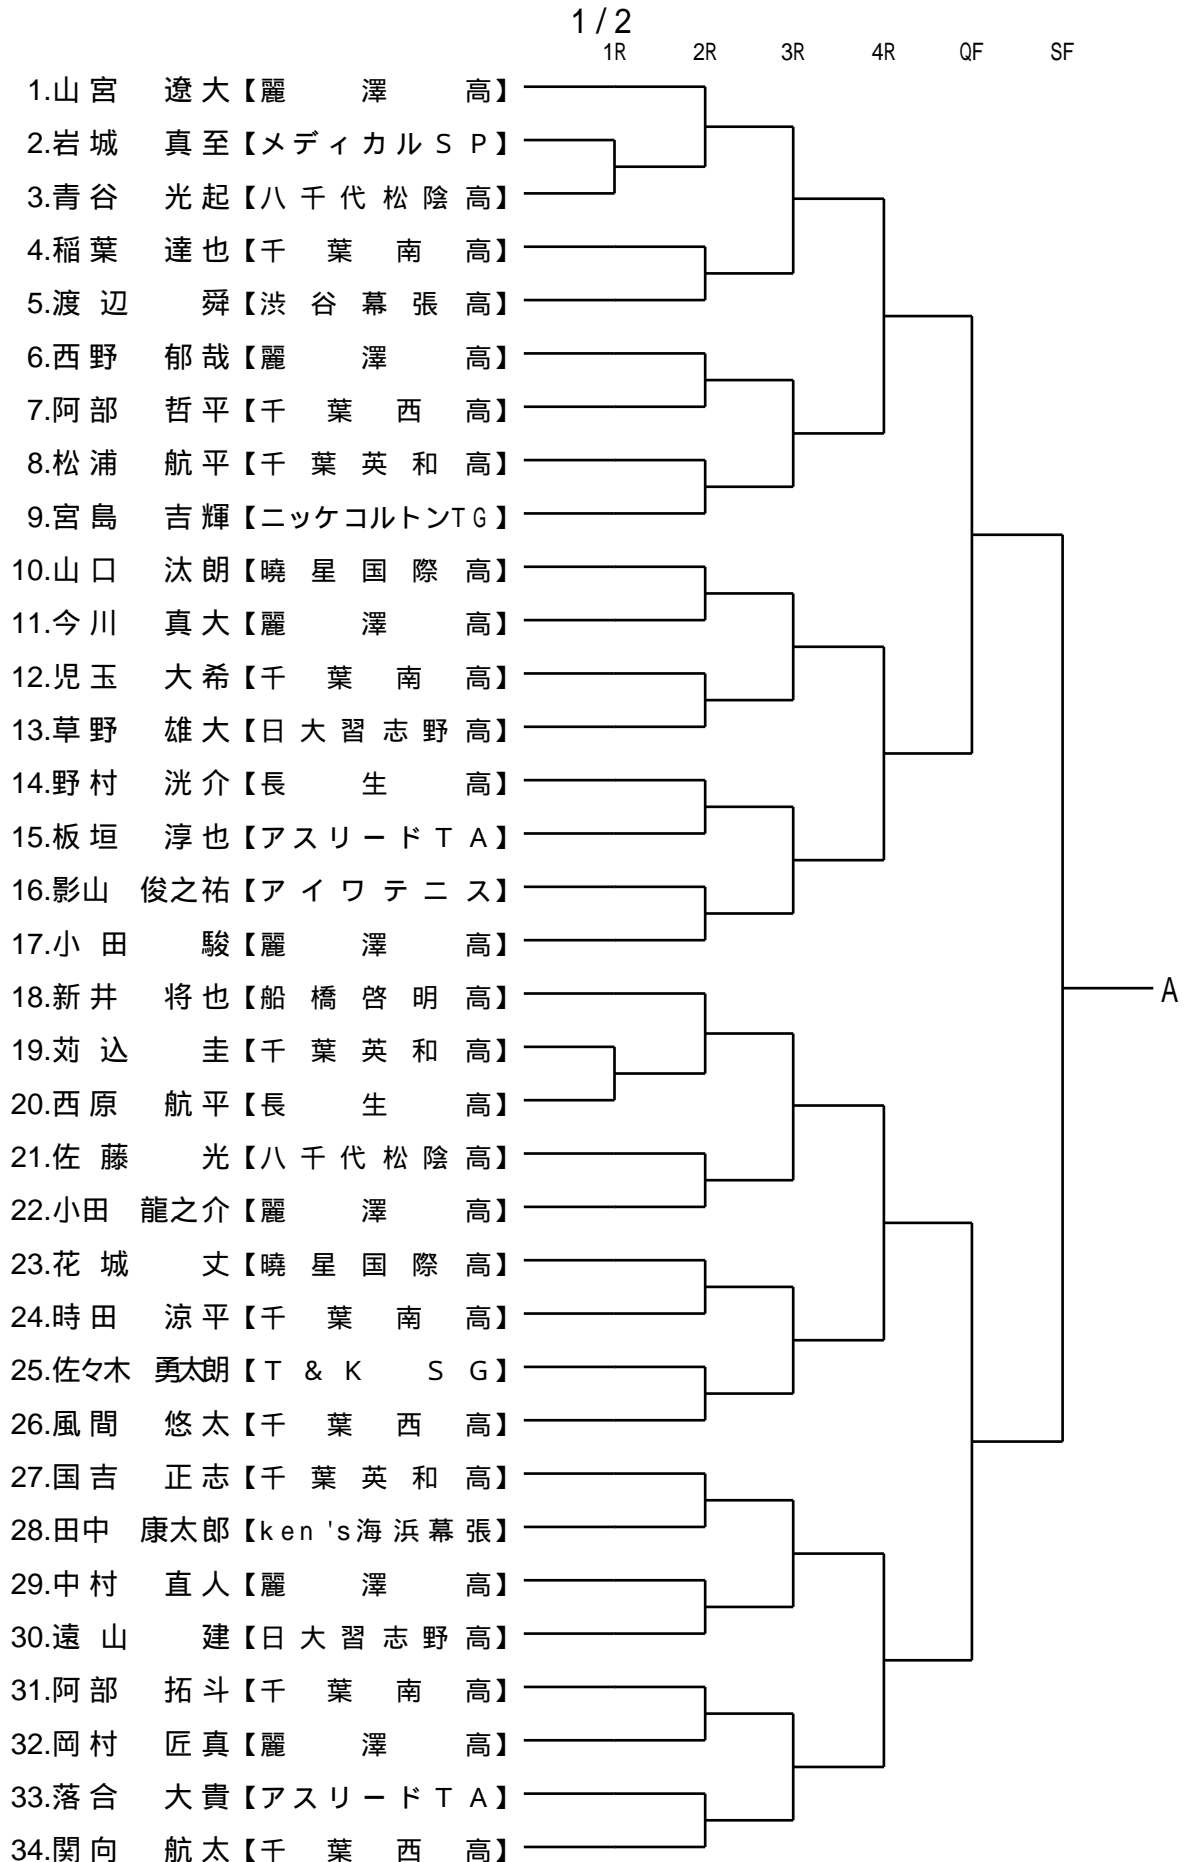 1/2
1R 2R 3R 4R QF SF
1.山宮 遼大【麗澤高】
2.岩城 真至【メディカルSP】
3.青谷 光起【八千代松陰高】
4.稲葉 達也【千葉南高】
5.渡辺 舜【渋谷幕張高】
6.西野 郁哉【麗澤高】
7.阿部 哲平【千葉西高】
8.松浦 航平【千葉英和高】
9.宮島 吉輝【ニッケコルトンTG】
10.山口 汰朗【暁星国際高】
11.今川 真大【麗澤高】
12.児玉 大希【千葉南高】
13.草野 雄大【日大習志野高】
14.野村 洸介【長生高】
15.板垣 淳也【アスリードTA】
16.影山 俊之祐【アイワテニス】
17.小田 駿【麗澤高】
18.新井 将也【船橋啓明高】
A
19.苅込 圭【千葉英和高】
20.西原 航平【長生高】
21.佐藤 光【八千代松陰高】
22.小田 龍之介【麗澤高】
23.花城 丈【暁星国際高】
24.時田 涼平【千葉南高】
25.佐々木 勇太朗【T&K SG】
26.風間 悠太【千葉西高】
27.国吉 正志【千葉英和高】
28.田中 康太郎【ken's海浜幕張】
29.中村 直人【麗澤高】
30.遠山 建【日大習志野高】
31.阿部 拓斗【千葉南高】
32.岡村 匠真【麗澤高】
33.落合 大貴【アスリードTA】
34.関向 航太【千葉西高】